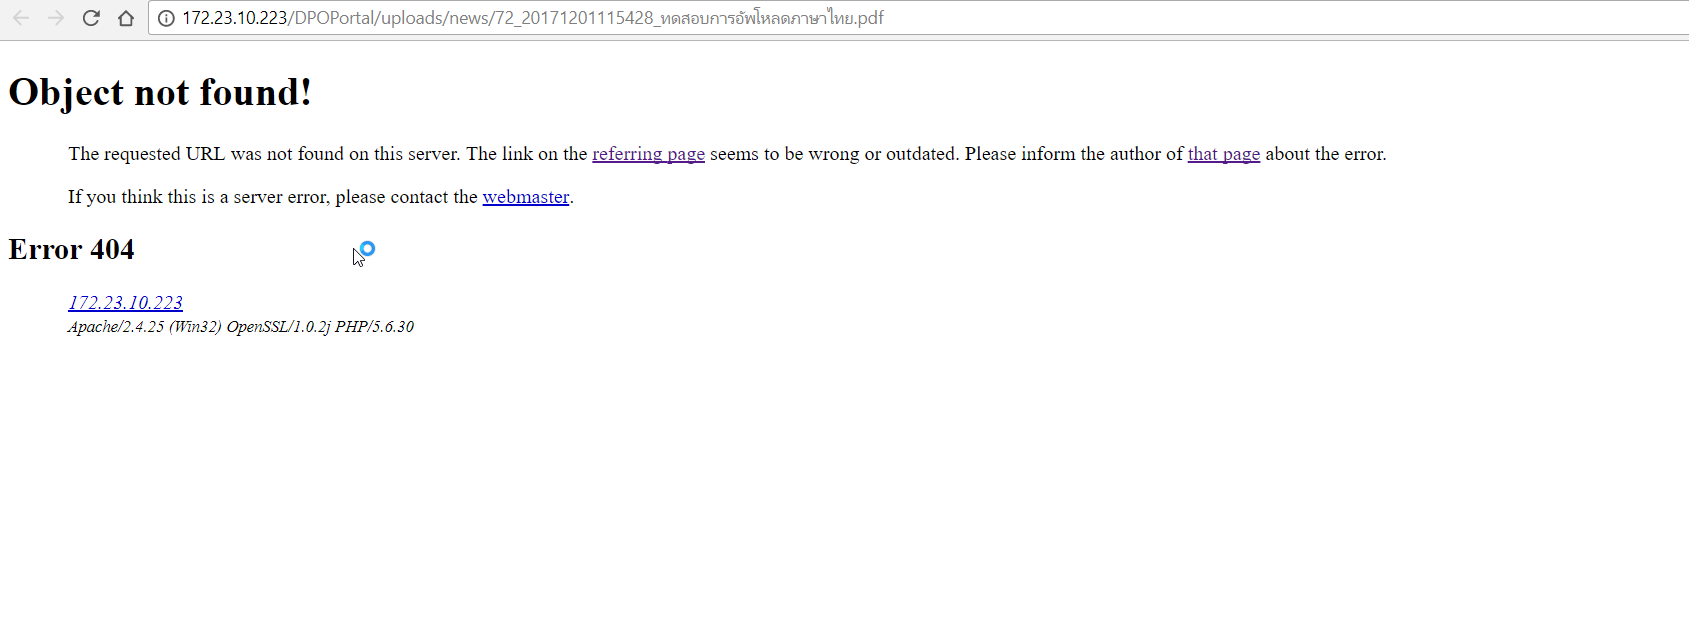 172.23.10.223/DPOPortal/uploads/news/72_20171201115428_ทดสอบการอัพโหลดภาษาไทย.pdf
Object not found!
The requested URL was not found on this server. The link on the referring page seems to be wrong or outdated. Please inform the author of that page about the error.
If you think this is a server error, please contact the webmaster.
Error 404
172.23.10.223
Apache/2.4.25 (Win32) OpenSSL/1.0.2j PHP/5.6.30